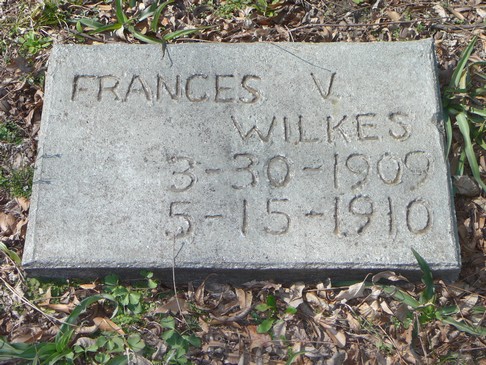 FRANCES V.
WILKES
3-30-1909
5-15-1910